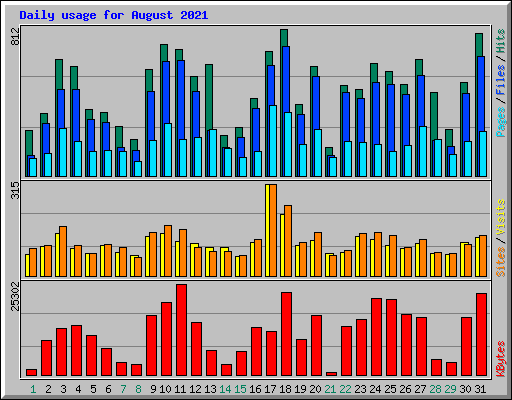 Daily usage for August 2021
812
Pages / Files / Hits
315
Sites / Visits
25302
KBytes
1 2 3 4 5 6 7 8 9 10 11 12 13 14 15 16 17 18 19 20 21 22 23 24 25 26 27 28 29 30 31